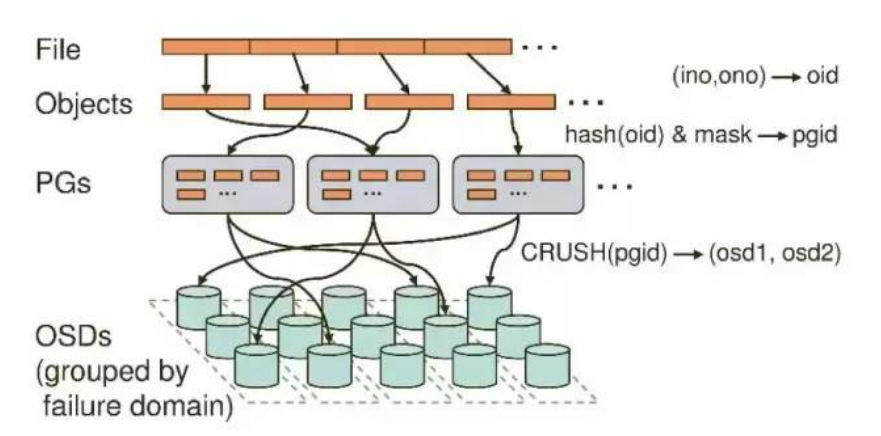 File
...
(ino,ono) → oid
Objects
...
hash(oid) & mask → pgid
PGs
... ... ... ...
CRUSH(pgid) → (osd1, osd2)
OSDs
(grouped by
failure domain)